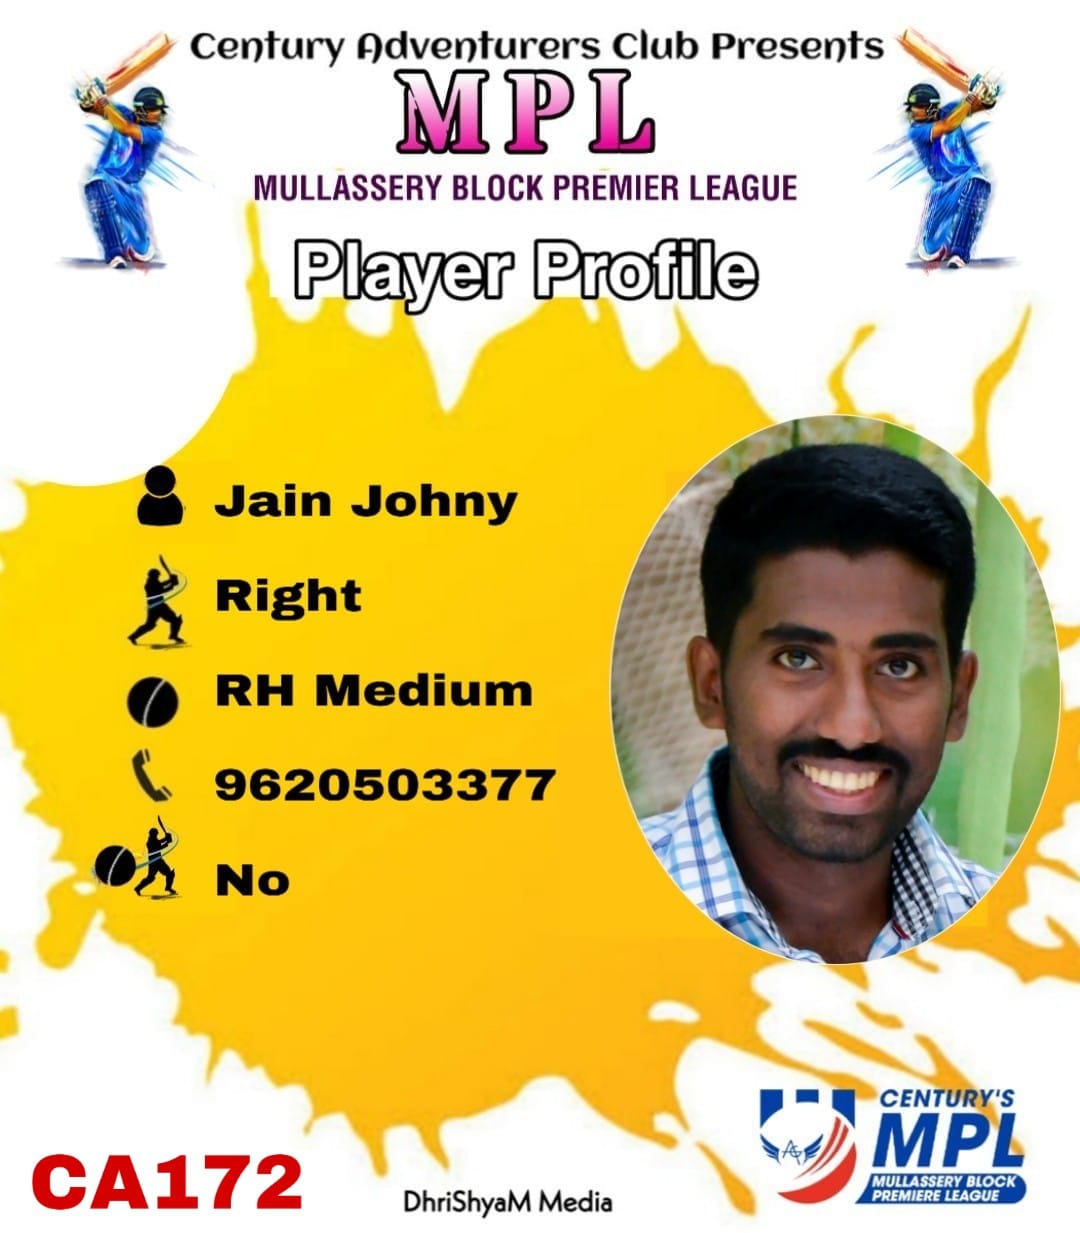 Century Adventurers Club Presents
MPL
MULLASSERY BLOCK PREMIER LEAGUE
Player Profile
Jain Johny
Right
RH Medium
9620503377
No
CENTURY'S
MPL
MULLASSERY BLOCK
PREMIERE LEAGUE
CA172
DhriShyaM Media